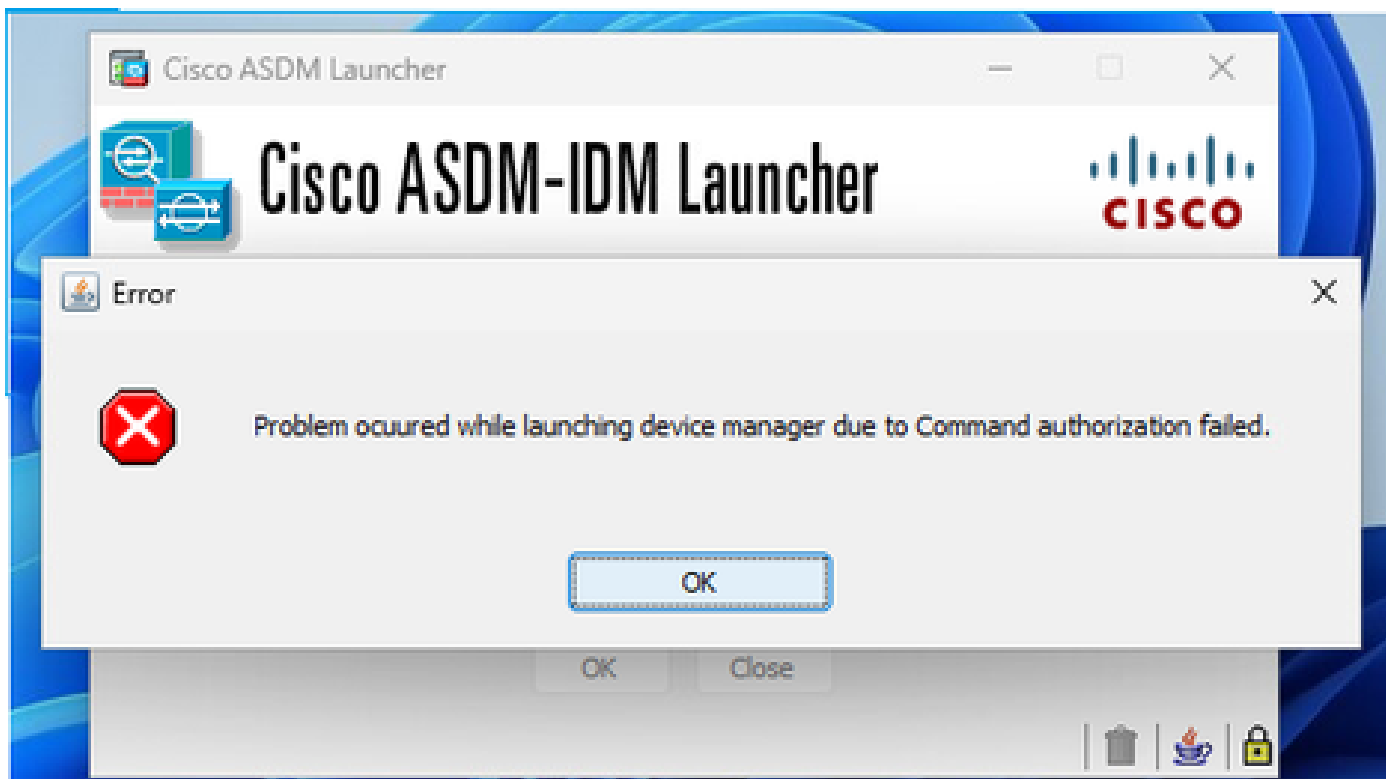 Cisco ASDM Launcher
Cisco ASDM-IDM Launcher
CISCO
Error
Problem ocuured while launching device manager due to Command authorization failed.
OK
OK Close